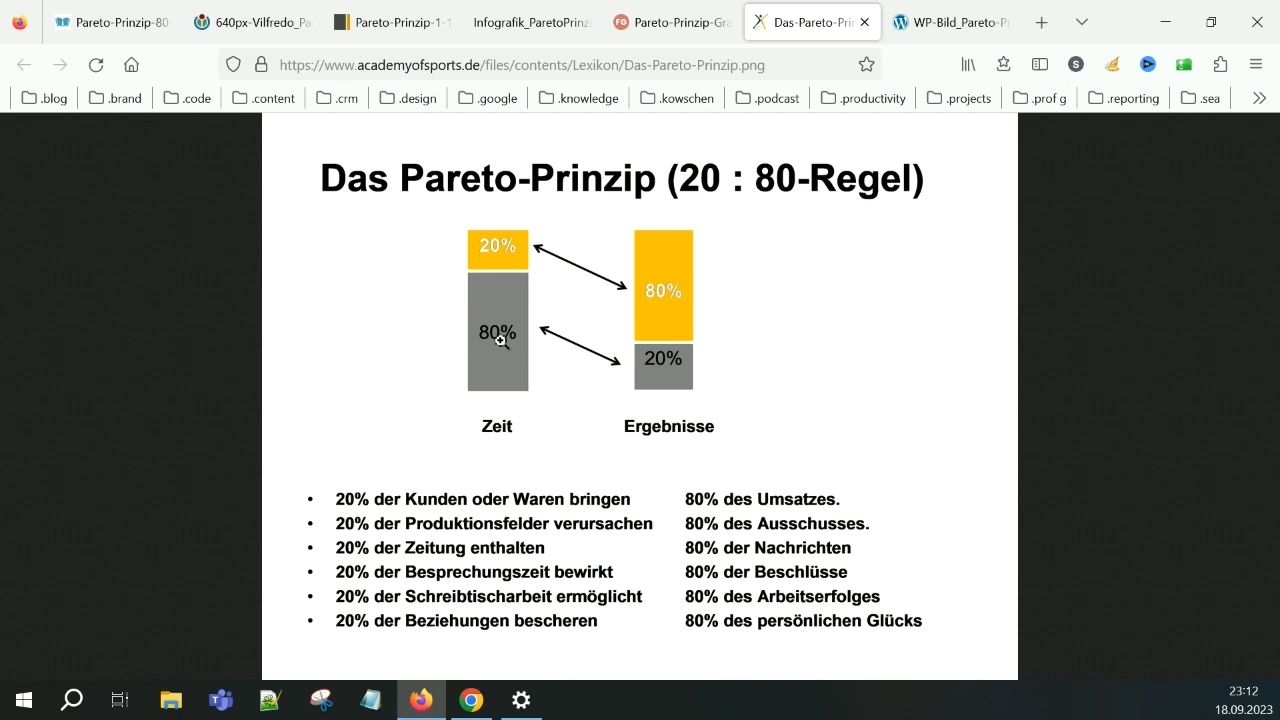 Pareto-Prinzip-80-
640px-Vilfredo_Pa
Pareto-Prinzip-1-1
Infografik_ParetoPrinz
Pareto-Prinzip-Gra
Das-Pareto-Prin
WP-Bild_Pareto-Pr
https://www.academyofsports.de/files/contents/Lexikon/Das-Pareto-Prinzip.png
S
.blog
.brand
.code
.content
.crm
.design
.google
.knowledge
.kowschen
.podcast
.productivity
.projects
.prof g
.reporting
.sea
Das Pareto-Prinzip (20 : 80-Regel)
20%
80%
80%
20%
Zeit Ergebnisse
• 20% der Kunden oder Waren bringen 80% des Umsatzes.
• 20% der Produktionsfelder verursachen 80% des Ausschusses.
• 20% der Zeitung enthalten 80% der Nachrichten
• 20% der Besprechungszeit bewirkt 80% der Beschlüsse
• 20% der Schreibtischarbeit ermöglicht 80% des Arbeitserfolges
• 20% der Beziehungen bescheren 80% des persönlichen Glücks
23:12
18.09.2023